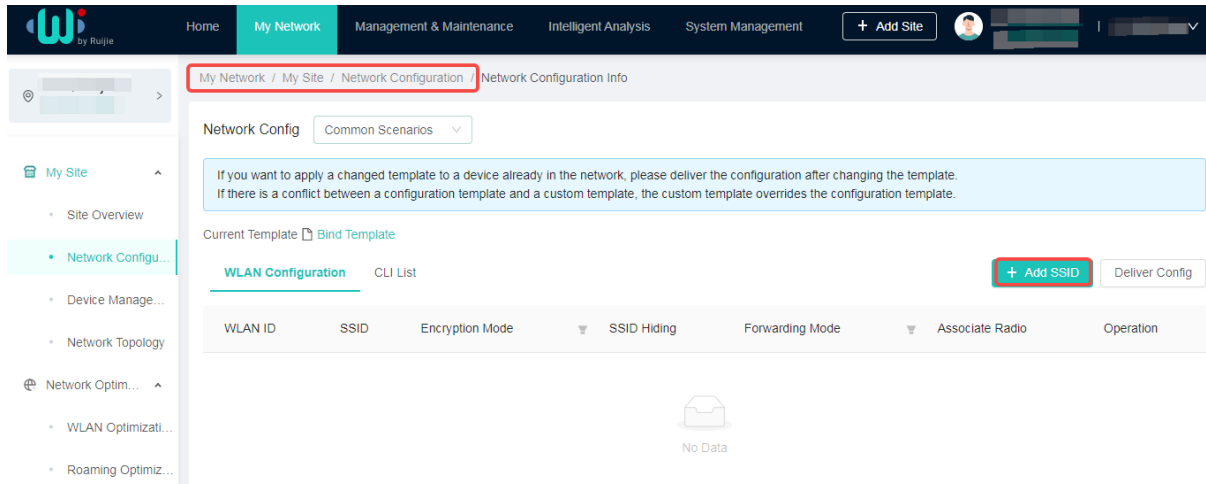 by Ruijie
Home My Network Management & Maintenance Intelligent Analysis System Management + Add Site
My Network / My Site / Network Configuration / Network Configuration Info
Network Config Common Scenarios
If you want to apply a changed template to a device already in the network, please deliver the configuration after changing the template.
If there is a conflict between a configuration template and a custom template, the custom template overrides the configuration template.
My Site
Site Overview
Network Configu...
Device Manage...
Network Topology
Network Optim...
WLAN Optimizati...
Roaming Optimiz...
Current Template Bind Template
WLAN Configuration CLI List + Add SSID Deliver Config
WLAN ID SSID Encryption Mode SSID Hiding Forwarding Mode Associate Radio Operation
No Data